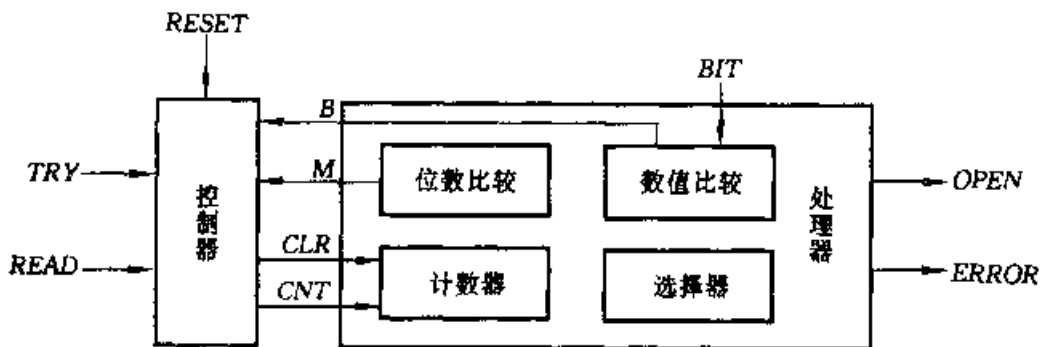 RESET
BIT
B
TRY
M
位数比较
数值比较
OPEN
控制器
处理器
READ
CLR
CNT
计数器
选择器
ERROR